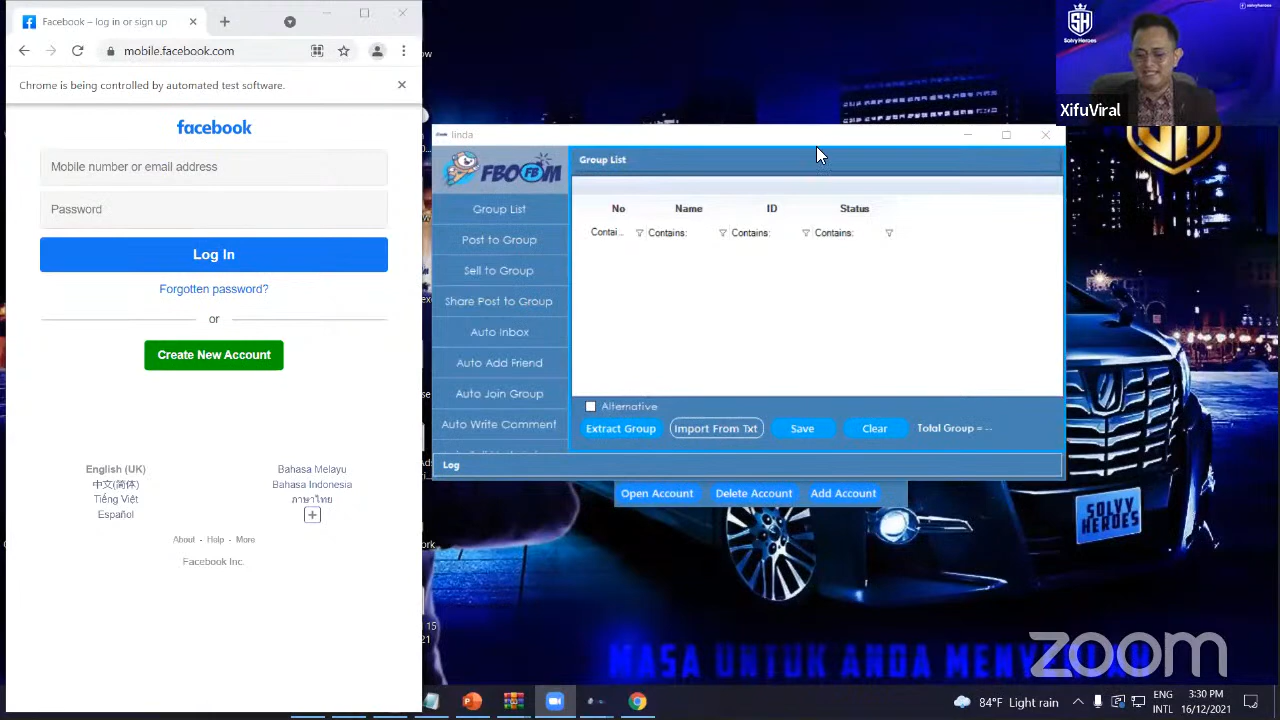 Facebook – log in or sign up
mobile.facebook.com
Chrome is being controlled by automated test software.
facebook
Mobile number or email address
Password
Log In
Forgotten password?
or
Create New Account
English (UK)
Bahasa Melayu
中文(简体)
Bahasa Indonesia
Tiếng Việt
ภาษาไทย
Español
About · Help · More
Facebook Inc.
linda
FBOOM
FB
Group List
Group List
Post to Group
Sell to Group
Share Post to Group
Auto Inbox
Auto Add Friend
Auto Join Group
Auto Write Comment
No Name ID Status
Contai... Contains: Contains: Contains:
Alternative
Extract Group Import From Txt Save Clear Total Group = --
Log
Open Account Delete Account Add Account
SH
Solvy Heroes
solvyheroes
XifuViral
SOLVY
HEROES
MASA UNTUK ANDA
zoom
84°F Light rain
ENG
INTL
3:30 PM
16/12/2021